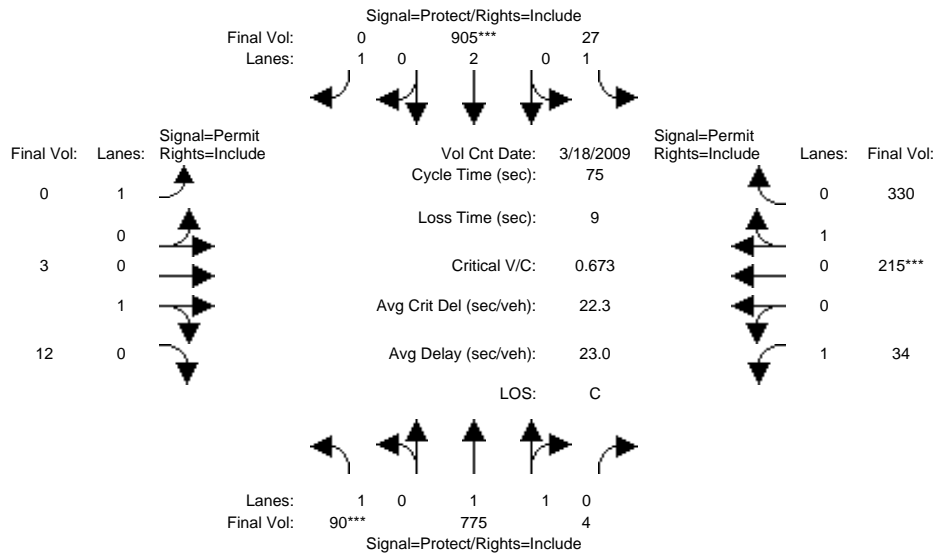 Signal=Protect/Rights=Include
Final Vol: 0 905*** 27
Lanes: 1 0 2 0 1
Signal=Permit
Final Vol: Lanes: Rights=Include
Vol Cnt Date: 3/18/2009
Signal=Permit
Rights=Include Lanes: Final Vol:
Cycle Time (sec): 75
0 1
0 330
Loss Time (sec): 9
0
1
3 0
Critical V/C: 0.673
0 215***
1
Avg Crit Del (sec/veh): 22.3
0
12 0
Avg Delay (sec/veh): 23.0
1 34
LOS: C
Lanes: 1 0 1 1 0
Final Vol: 90*** 775 4
Signal=Protect/Rights=Include